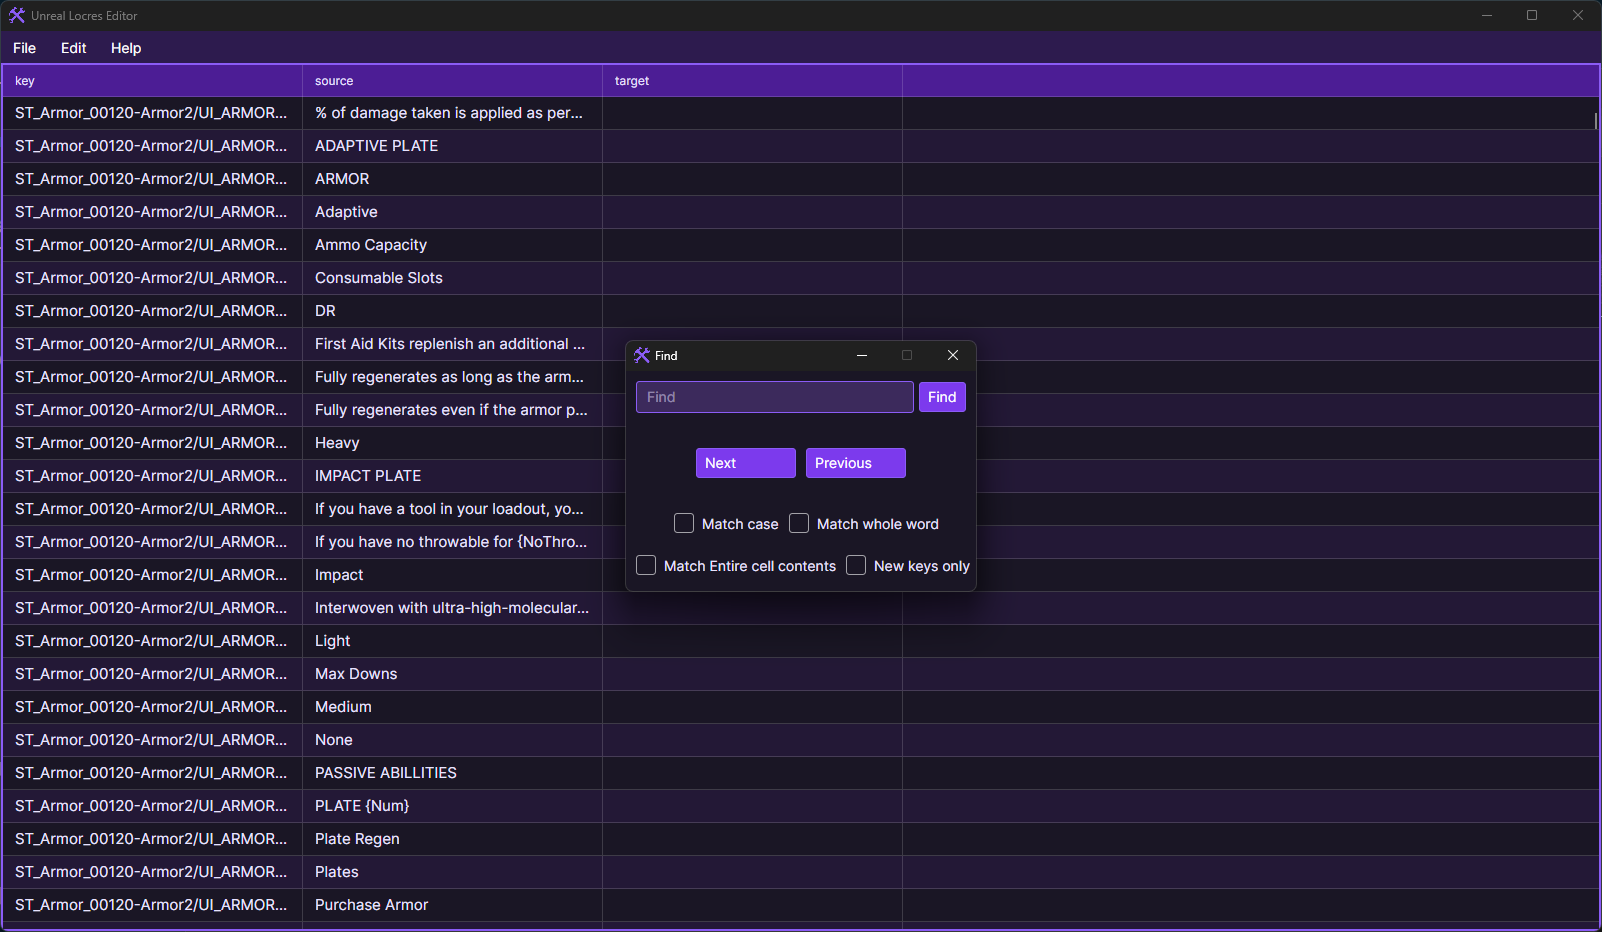 Unreal Locres Editor
File Edit Help
key source target
ST_Armor_00120-Armor2/UI_ARMOR... % of damage taken is applied as per...
ST_Armor_00120-Armor2/UI_ARMOR... ADAPTIVE PLATE
ST_Armor_00120-Armor2/UI_ARMOR... ARMOR
ST_Armor_00120-Armor2/UI_ARMOR... Adaptive
ST_Armor_00120-Armor2/UI_ARMOR... Ammo Capacity
ST_Armor_00120-Armor2/UI_ARMOR... Consumable Slots
ST_Armor_00120-Armor2/UI_ARMOR... DR
ST_Armor_00120-Armor2/UI_ARMOR... First Aid Kits replenish an additional ...
ST_Armor_00120-Armor2/UI_ARMOR... Fully regenerates as long as the arm...
ST_Armor_00120-Armor2/UI_ARMOR... Fully regenerates even if the armor p...
ST_Armor_00120-Armor2/UI_ARMOR... Heavy
ST_Armor_00120-Armor2/UI_ARMOR... IMPACT PLATE
ST_Armor_00120-Armor2/UI_ARMOR... If you have a tool in your loadout, yo...
ST_Armor_00120-Armor2/UI_ARMOR... If you have no throwable for {NoThro...
ST_Armor_00120-Armor2/UI_ARMOR... Impact
ST_Armor_00120-Armor2/UI_ARMOR... Interwoven with ultra-high-molecular...
ST_Armor_00120-Armor2/UI_ARMOR... Light
ST_Armor_00120-Armor2/UI_ARMOR... Max Downs
ST_Armor_00120-Armor2/UI_ARMOR... Medium
ST_Armor_00120-Armor2/UI_ARMOR... None
ST_Armor_00120-Armor2/UI_ARMOR... PASSIVE ABILLITIES
ST_Armor_00120-Armor2/UI_ARMOR... PLATE {Num}
ST_Armor_00120-Armor2/UI_ARMOR... Plate Regen
ST_Armor_00120-Armor2/UI_ARMOR... Plates
ST_Armor_00120-Armor2/UI_ARMOR... Purchase Armor
Find
Find Find
Next Previous
Match case Match whole word
Match Entire cell contents New keys only